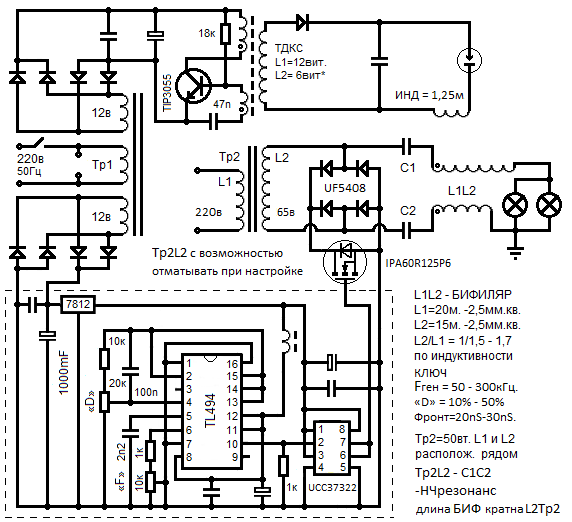 18к
ТДКС
L1=12вит.
L2= 6вит*
TIP3055
47n
ИНД = 1,25м
12в
220в
50Гц
Тр1
12в
Тр2
L1
L2
220в
65в
UF5408
C1
C2
L1L2
IPA60R125P6
Тр2L2 с возможностью
отматывать при настройке
7812
1000mF
10к
20к
100n
«D»
2n2
1к
«F»
10к
TL494
1
2
3
4
5
6
7
8
16
15
14
13
12
11
10
9
1к
1
2
3
4
8
7
6
5
UCC37322
L1L2 - БИФИЛЯР
L1=20м. -2,5мм.кв.
L2=15м. -2,5мм.кв.
L2/L1 = 1/1,5 - 1,7
по индуктивности
КЛЮЧ
Fген = 50 - 300кГц.
«D» = 10% - 50%
Фронт=20nS-30nS.
Тр2=50вт. L1 и L2
располож. рядом
Тр2L2 - C1C2
-НЧрезонанс
длина БИФ кратна L2Тр2